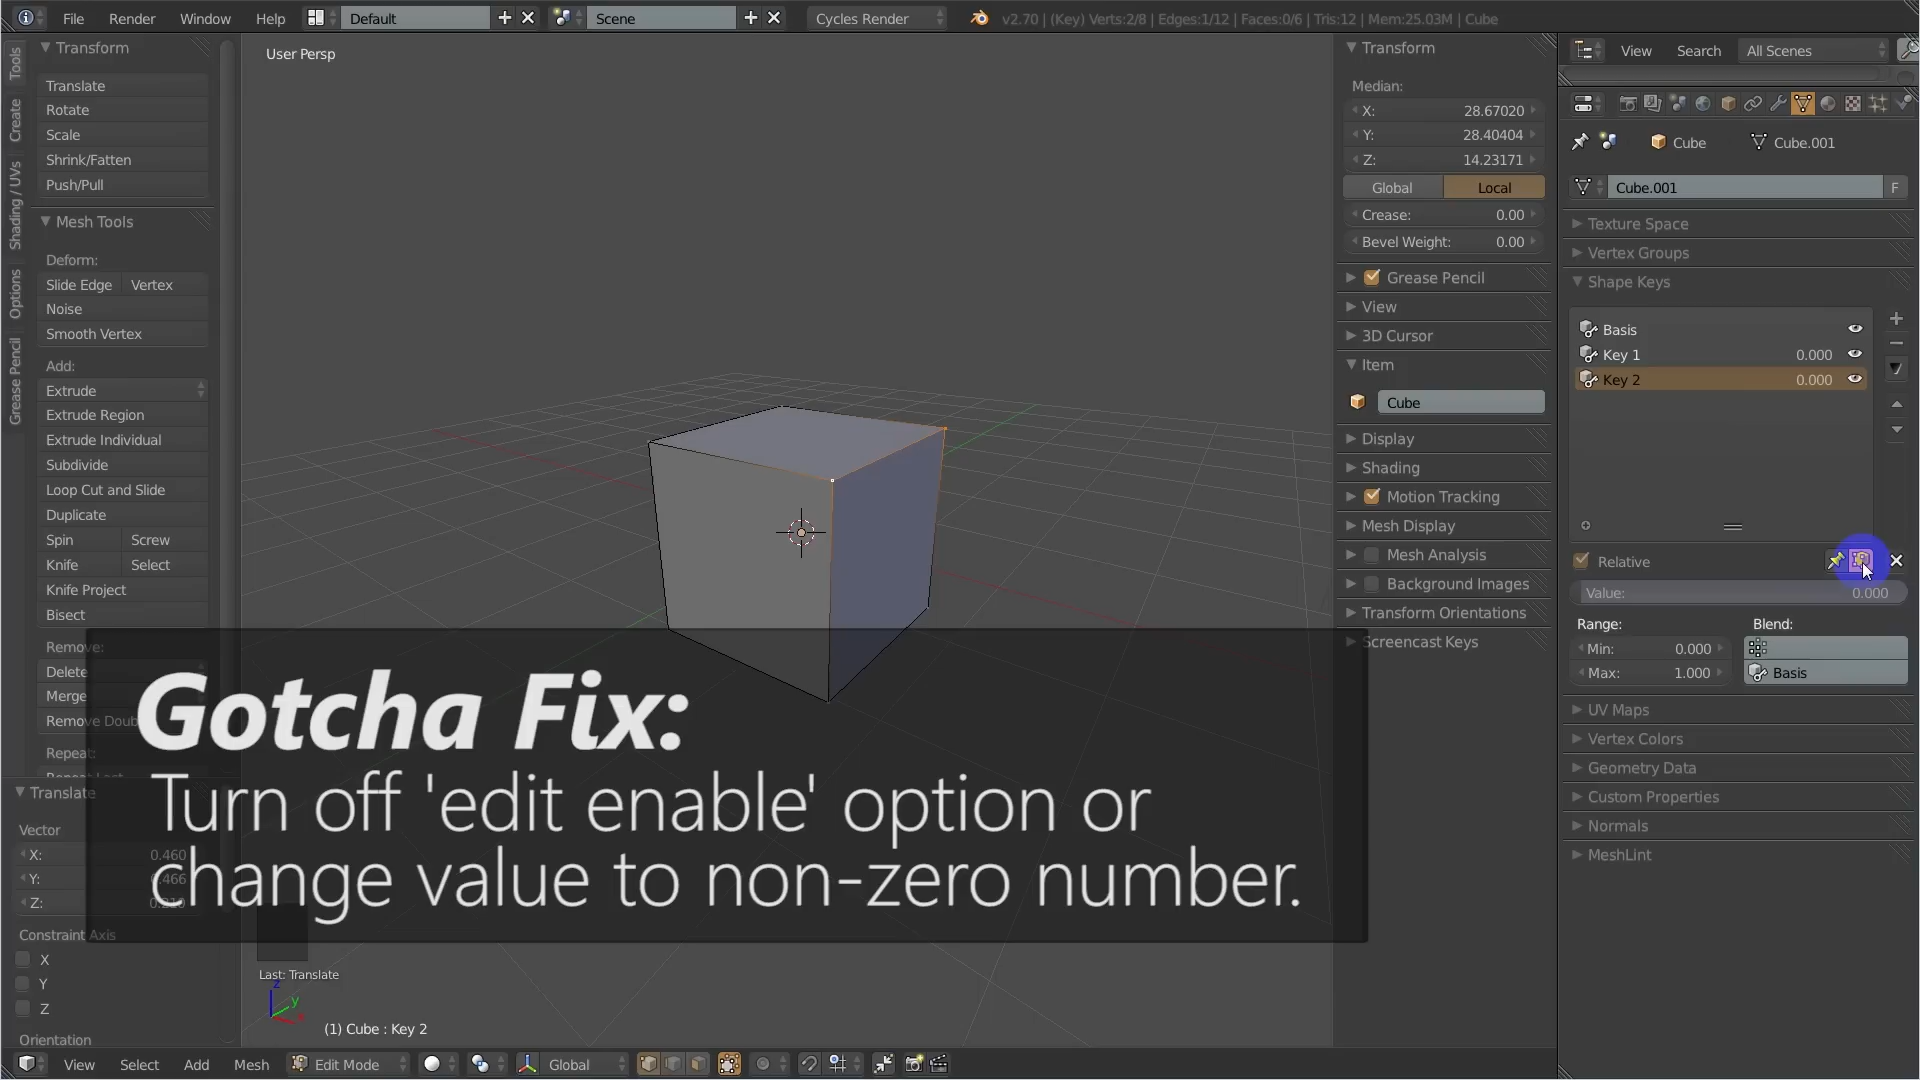 File Render Window Help Default Scene Cycles Render v2.70 | (Key) Verts:2/8 | Edges:1/12 | Faces:0/6 | Tris:12 | Mem:25.03M | Cube
Tools
Create
Shading / UVs
Options
Grease Pencil
Transform
Translate
Rotate
Scale
Shrink/Fatten
Push/Pull
Mesh Tools
Deform:
Slide Edge Vertex
Noise
Smooth Vertex
Add:
Extrude
Extrude Region
Extrude Individual
Subdivide
Loop Cut and Slide
Duplicate
Spin Screw
Knife Select
Knife Project
Bisect
Remove:
Delete
Merge
Remove Doub
Repeat:
Translate
Vector
X: 0.460
Y: 0.466
Z:
Constraint Axis
X
Y
Z
Orientation
User Persp
Gotcha Fix:
Turn off 'edit enable' option or
change value to non-zero number.
Last: Translate
z
y
x
(1) Cube : Key 2
View Select Add Mesh Edit Mode Global
Transform
Median:
X: 28.67020
Y: 28.40404
Z: 14.23171
Global Local
Crease: 0.00
Bevel Weight: 0.00
Grease Pencil
View
3D Cursor
Item
Cube
Display
Shading
Motion Tracking
Mesh Display
Mesh Analysis
Background Images
Transform Orientations
Screencast Keys
View Search All Scenes
Cube Cube.001
Cube.001 F
Texture Space
Vertex Groups
Shape Keys
Basis
Key 1 0.000
Key 2 0.000
Relative
Value: 0.000
Range: Blend:
Min: 0.000
Max: 1.000 Basis
UV Maps
Vertex Colors
Geometry Data
Custom Properties
Normals
MeshLint